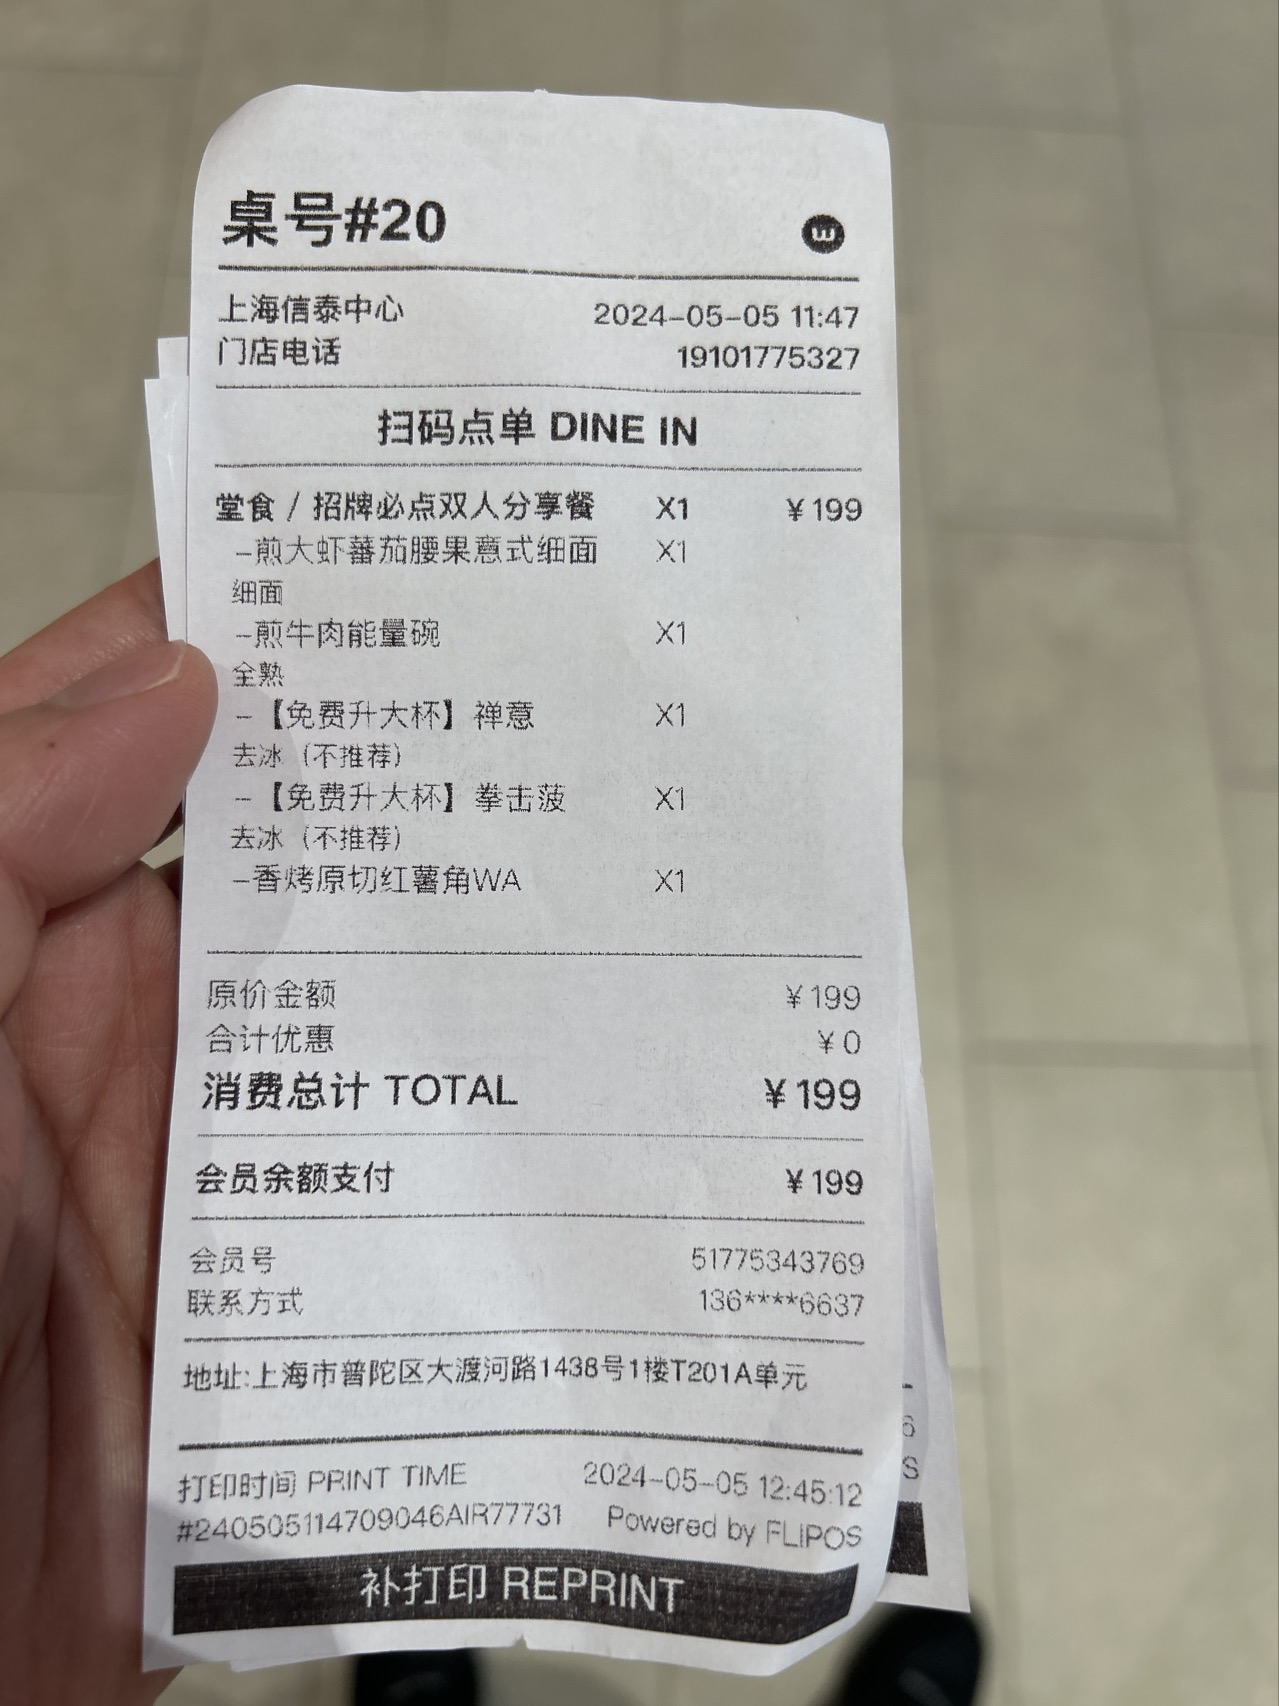 桌号#20
上海信泰中心 2024-05-05 11:47
门店电话 19101775327
扫码点单 DINE IN
堂食 / 招牌必点双人分享餐 X1 ¥199
-煎大虾蕃茄腰果意式细面 X1
细面
-煎牛肉能量碗 X1
全熟
-【免费升大杯】禅意 X1
去冰（不推荐）
-【免费升大杯】拳击菠 X1
去冰（不推荐）
-香烤原切红薯角WA X1
原价金额 ¥199
合计优惠 ¥0
消费总计 TOTAL ¥199
会员余额支付 ¥199
会员号 51775343769
联系方式 136****6637
地址:上海市普陀区大渡河路1438号1楼T201A单元
打印时间 PRINT TIME 2024-05-05 12:45:12
#240505114709046AIR77731 Powered by FLIPOS
补打印 REPRINT